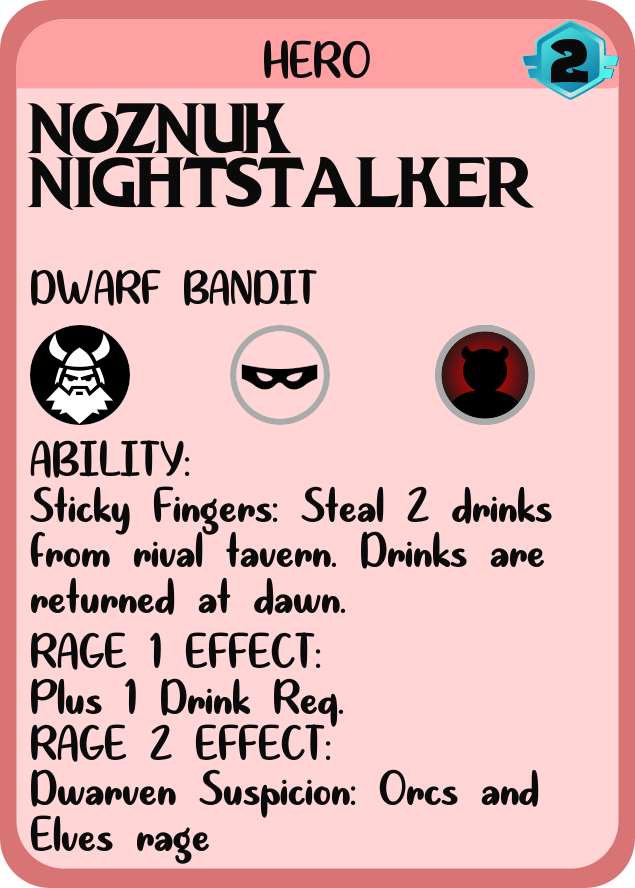 HERO
2
NOZNUK
NIGHTSTALKER
DWARF BANDIT
ABILITY:
Sticky Fingers: Steal 2 drinks
from rival tavern. Drinks are
returned at dawn.
RAGE 1 EFFECT:
Plus 1 Drink Req.
RAGE 2 EFFECT:
Dwarven Suspicion: Orcs and
Elves rage